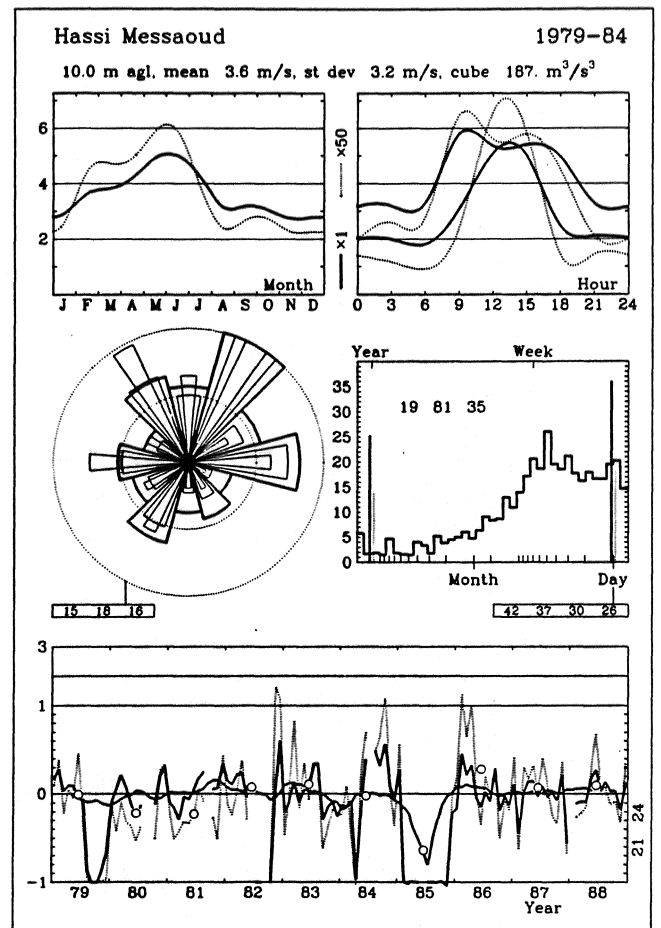 Hassi Messaoud 1979-84
10.0 m agl, mean 3.6 m/s, st dev 3.2 m/s, cube 187. m³/s³
6
4
2
Month
J F M A M J J A S O N D
×50
×1
Hour
0 3 6 9 12 15 18 21 24
Year Week
35
30
25
20
15
10
5
0
19 81 35
Month Day
15 18 16
42 37 30 26
3
1
0
-1
21 24
79 80 81 82 83 84 85 86 87 88
Year